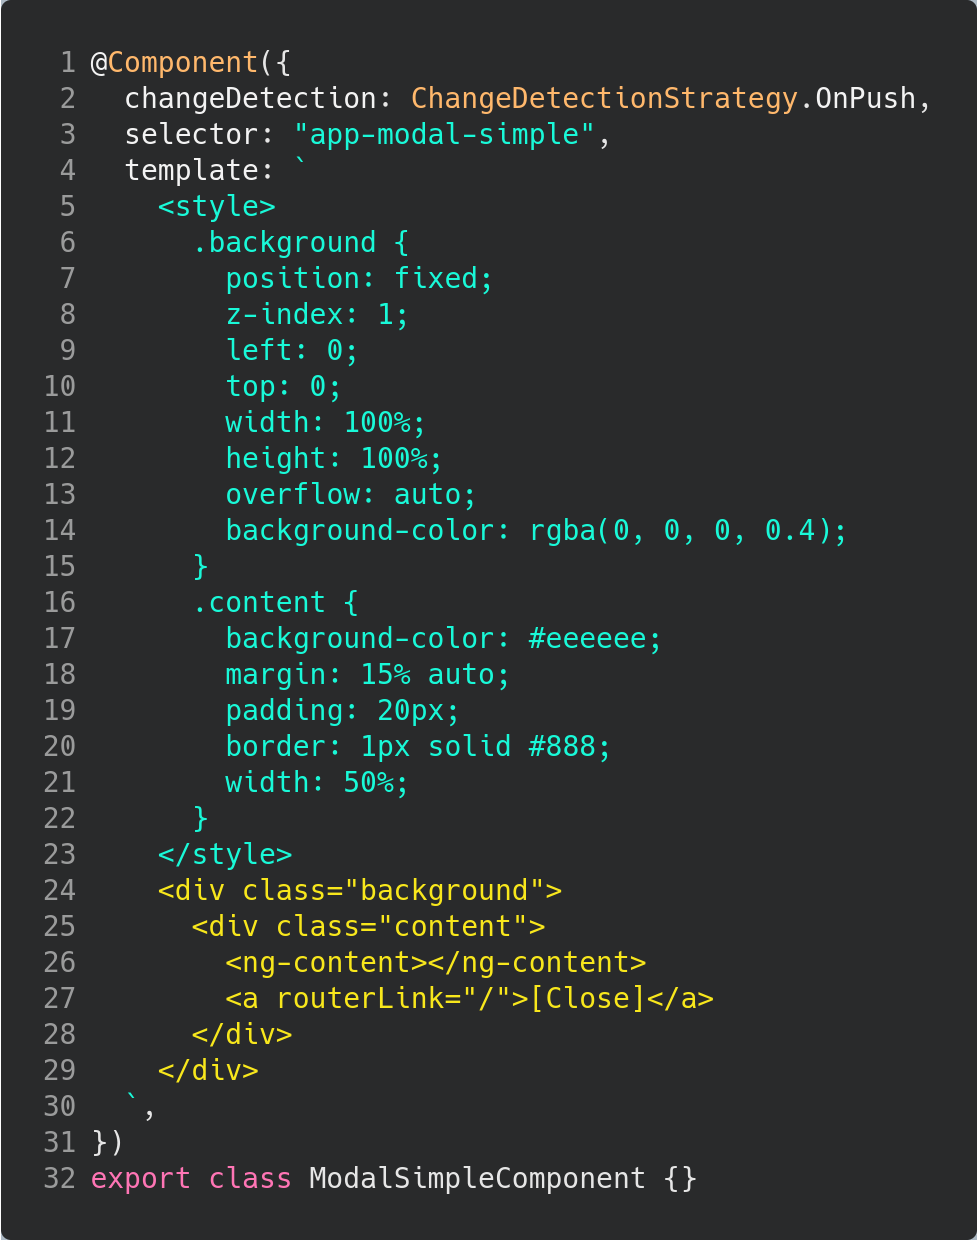 1 @Component({
2   changeDetection: ChangeDetectionStrategy.OnPush,
3   selector: "app-modal-simple",
4   template: `
5     <style>
6       .background {
7         position: fixed;
8         z-index: 1;
9         left: 0;
10         top: 0;
11         width: 100%;
12         height: 100%;
13         overflow: auto;
14         background-color: rgba(0, 0, 0, 0.4);
15       }
16       .content {
17         background-color: #eeeeee;
18         margin: 15% auto;
19         padding: 20px;
20         border: 1px solid #888;
21         width: 50%;
22       }
23     </style>
24     <div class="background">
25       <div class="content">
26         <ng-content></ng-content>
27         <a routerLink="/">[Close]</a>
28       </div>
29     </div>
30   `,
31 })
32 export class ModalSimpleComponent {}